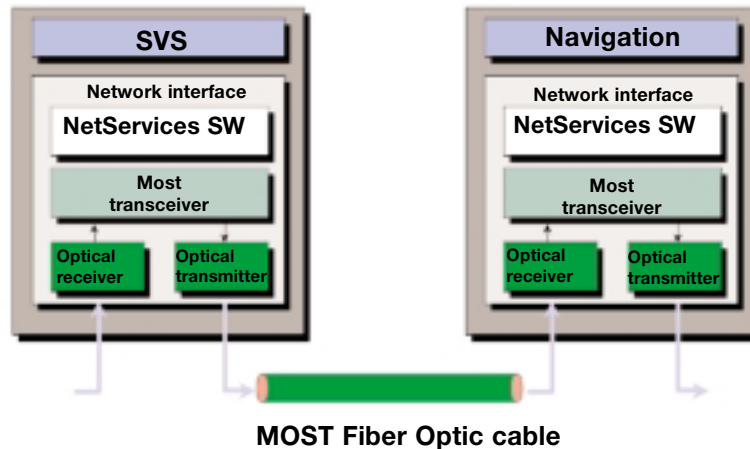 SVS
Network interface
NetServices SW
Most
transceiver
Optical
receiver
Optical
transmitter
Navigation
Network interface
NetServices SW
Most
transceiver
Optical
receiver
Optical
transmitter
MOST Fiber Optic cable